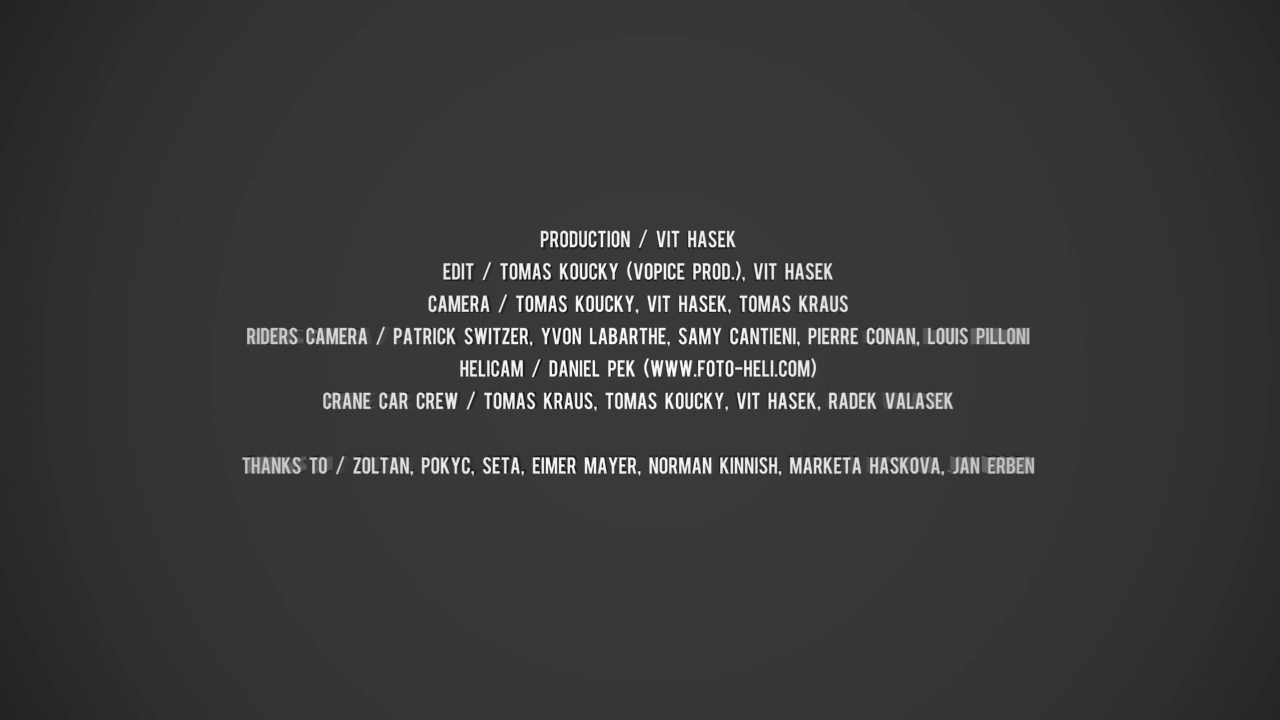 PRODUCTION / VIT HASEK
EDIT / TOMAS KOUCKY (VOPICE PROD.), VIT HASEK
CAMERA / TOMAS KOUCKY, VIT HASEK, TOMAS KRAUS
RIDERS CAMERA / PATRICK SWITZER, YVON LABARTHE, SAMY CANTIENI, PIERRE CONAN, LOUIS PILLONI
HELICAM / DANIEL PEK (WWW.FOTO-HELI.COM)
CRANE CAR CREW / TOMAS KRAUS, TOMAS KOUCKY, VIT HASEK, RADEK VALASEK
THANKS TO / ZOLTAN, POKYC, SETA, EIMER MAYER, NORMAN KINNISH, MARKETA HASKOVA, JAN ERBEN